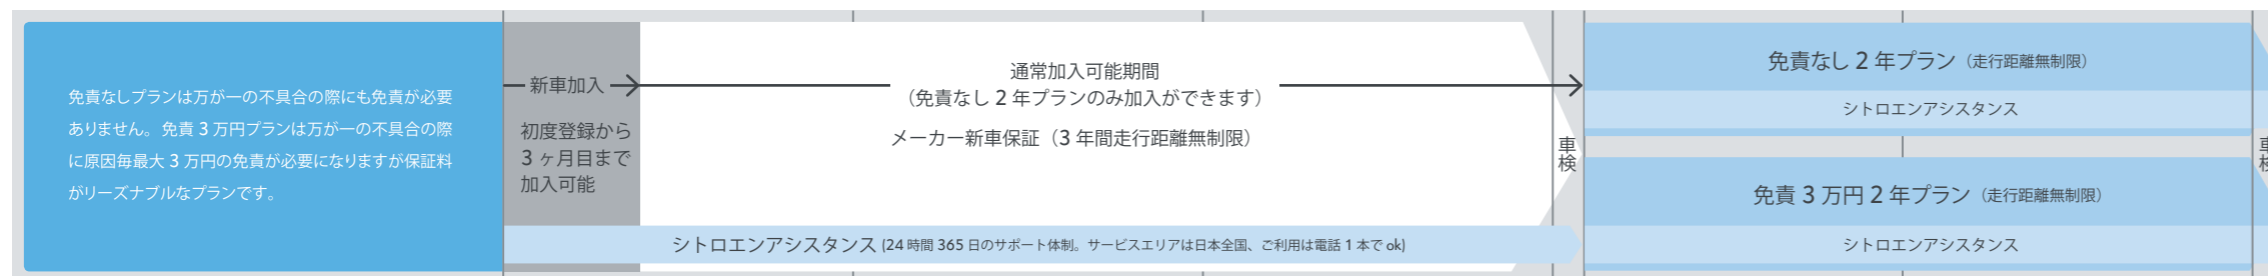 免責なしプランは万が一の不具合の際にも免責が必要
ありません。免責 3 万円プランは万が一の不具合の際
に原因毎最大 3 万円の免責が必要になりますが保証料
がリーズナブルなプランです。
新車加入
初度登録から
3 ヶ月目まで
加入可能
通常加入可能期間
（免責なし 2 年プランのみ加入ができます）
メーカー新車保証（3 年間走行距離無制限）
シトロエンアシスタンス (24 時間 365 日のサポート体制。サービスエリアは日本全国、ご利用は電話 1 本で ok)
車検
免責なし 2 年プラン（走行距離無制限）
シトロエンアシスタンス
免責 3 万円 2 年プラン（走行距離無制限）
シトロエンアシスタンス
車検